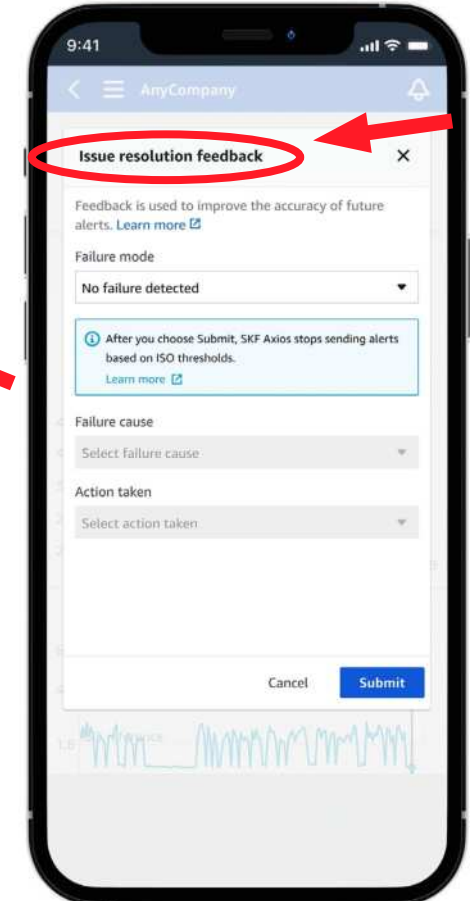 9:41
AnyCompany
Issue resolution feedback
Feedback is used to improve the accuracy of future
alerts. Learn more
Failure mode
No failure detected
After you choose Submit, SKF Axios stops sending alerts
based on ISO thresholds.
Learn more
Failure cause
Select failure cause
Action taken
Select action taken
Cancel
Submit
1.8